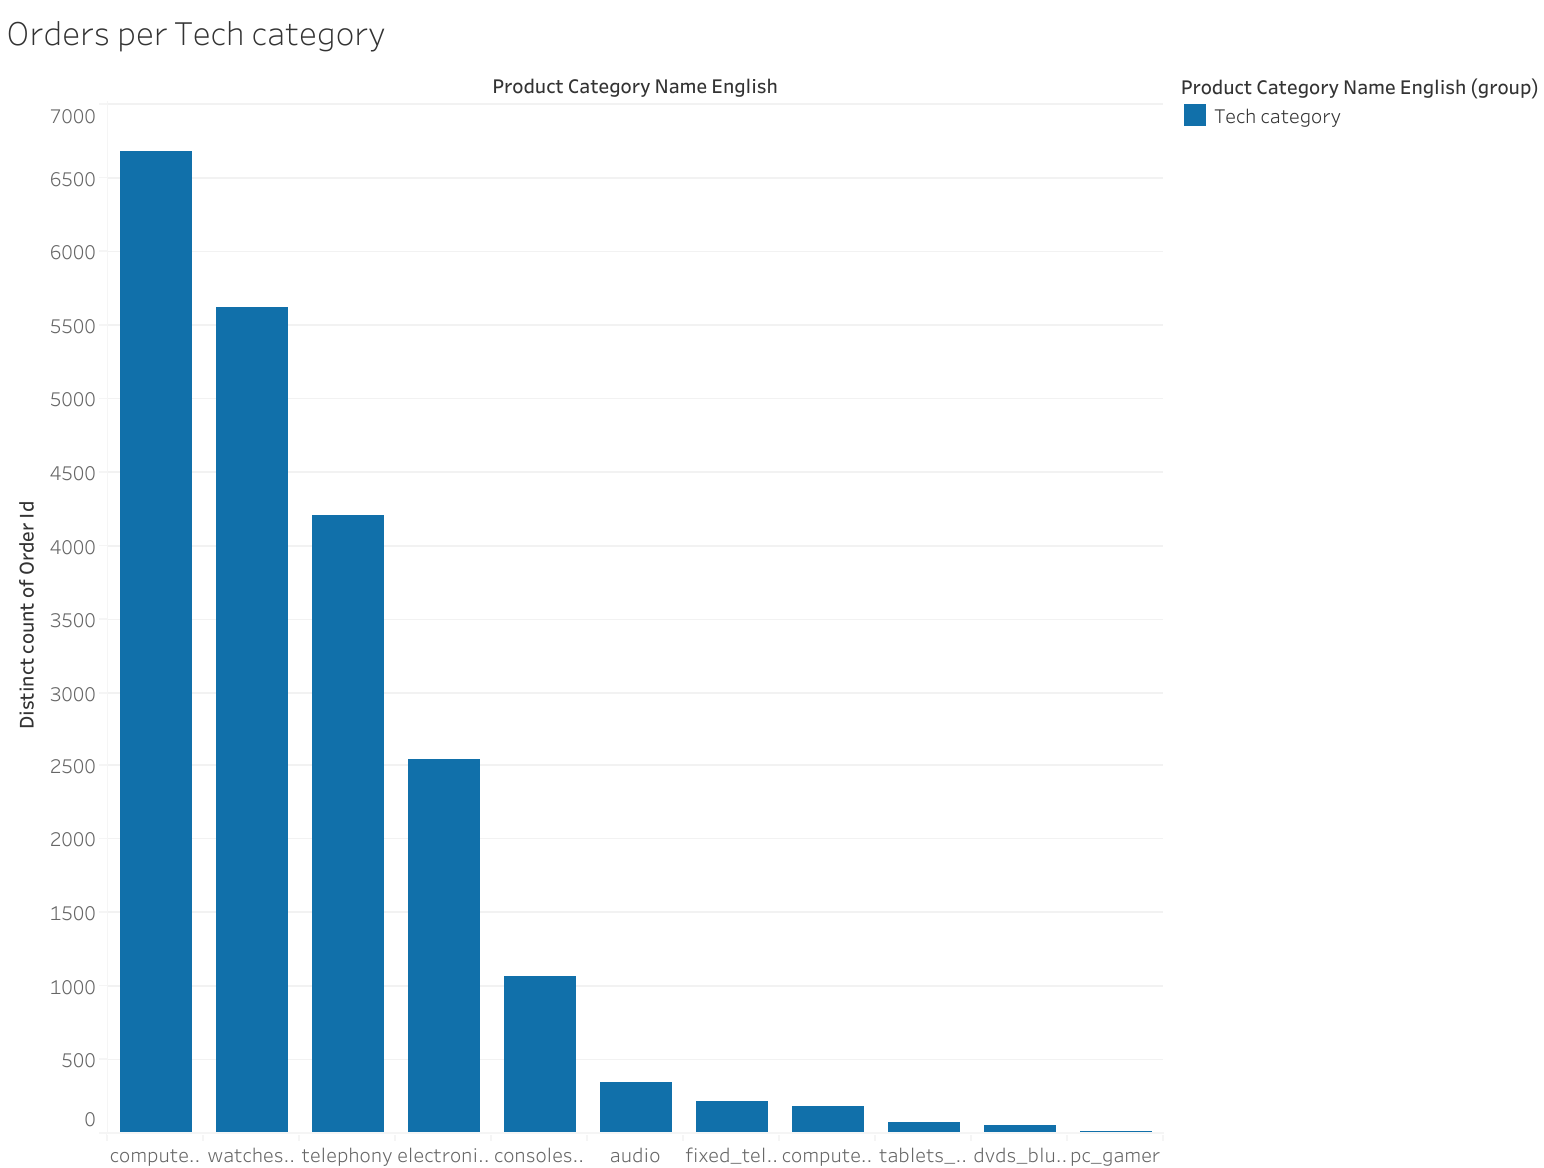 Orders per Tech category
Product Category Name English
Product Category Name English (group)
Tech category
7000
6500
6000
5500
5000
4500
4000
3500
3000
2500
2000
1500
1000
500
0
Distinct count of Order Id
compute.. watches.. telephony electroni.. consoles.. audio fixed_tel.. compute.. tablets_.. dvds_blu.. pc_gamer